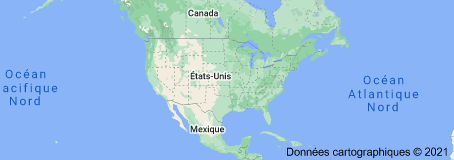 Canada
Océan
acifique
Nord
États-Unis
Océan
Atlantique
Nord
Mexique
Données cartographiques © 2021